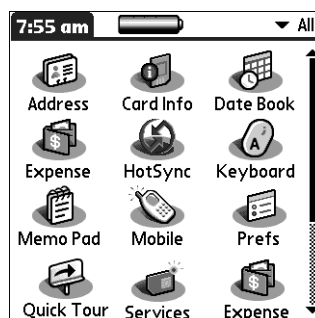 7:55 am All
Address Card Info Date Book
Expense HotSync Keyboard
Memo Pad Mobile Prefs
Quick Tour Services Expense